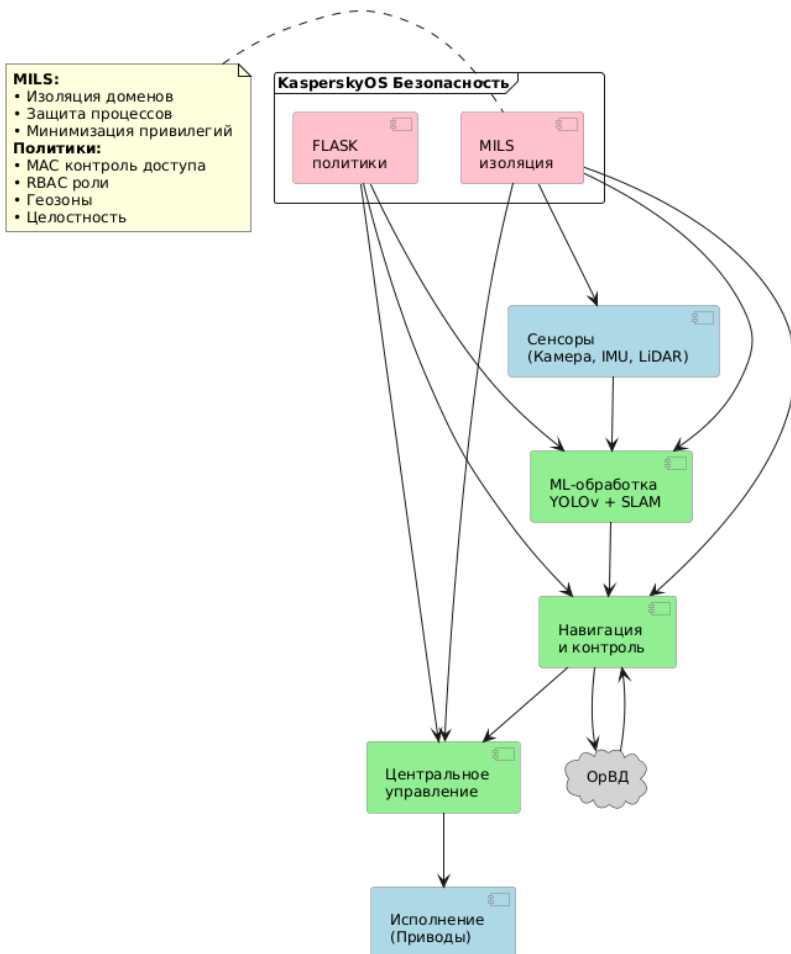 MILS:
• Изоляция доменов
• Защита процессов
• Минимизация привилегий
Политики:
• MAC контроль доступа
• RBAC роли
• Геозоны
• Целостность
KasperskyOS Безопасность
FLASK
политики
MILS
изоляция
Сенсоры
(Камера, IMU, LiDAR)
ML-обработка
YOLOv + SLAM
Навигация
и контроль
ОрВД
Центральное
управление
Исполнение
(Приводы)